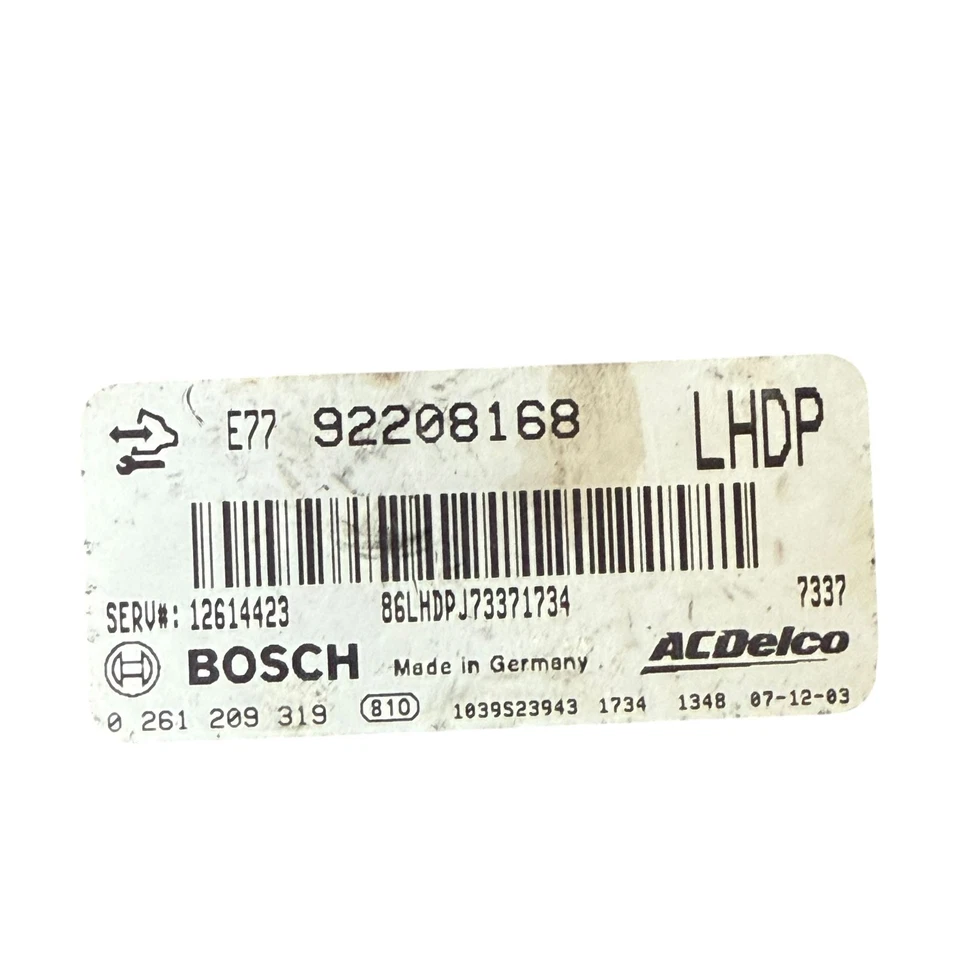 E77 92208168 LHDP
SERV#: 12614423 86LHDPJ73371734 7337
BOSCH Made in Germany ACDelco
0 261 209 319 810 1039S23943 1734 1348 07-12-03